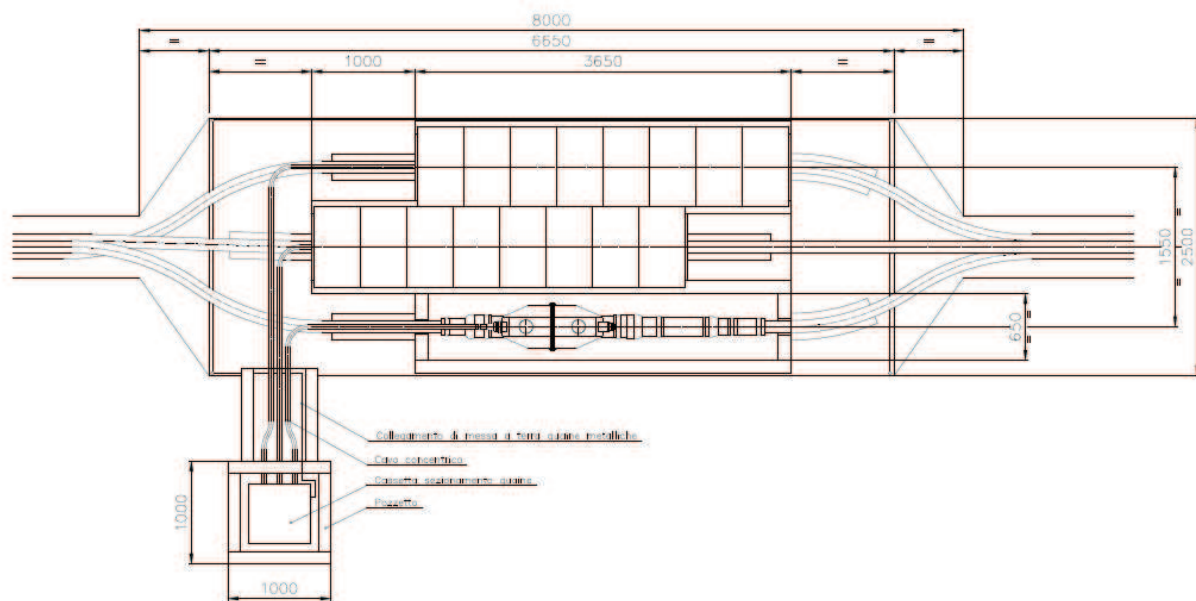 8000
= 6650 =
= 1000 3650 =
=
1550
2500
=
650
=
Collegamento di messa a terra guaine metalliche
Cavo concentrico
Cassetta sezionamento guaine
Pozzetto
1000
1000